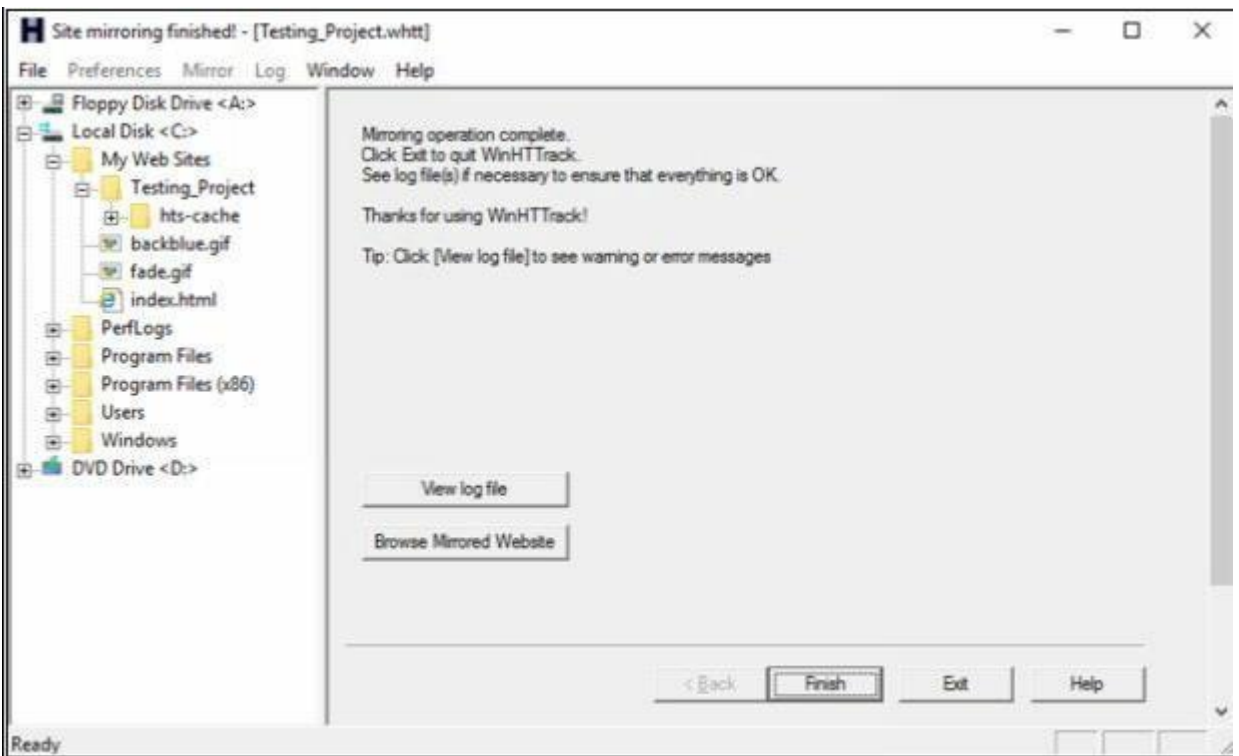 Site mirroring finished! - [Testing_Project.whtt]
File Preferences Mirror Log Window Help
Floppy Disk Drive <A:>
Local Disk <C:>
My Web Sites
Testing_Project
hts-cache
backblue.gif
fade.gif
index.html
PerfLogs
Program Files
Program Files (x86)
Users
Windows
DVD Drive <D:>
Mirroring operation complete.
Click Exit to quit WinHTTrack.
See log file(s) if necessary to ensure that everything is OK.
Thanks for using WinHTTrack!
Tip: Click [View log file] to see warning or error messages
View log file
Browse Mirrored Website
< Back Finish Exit Help
Ready